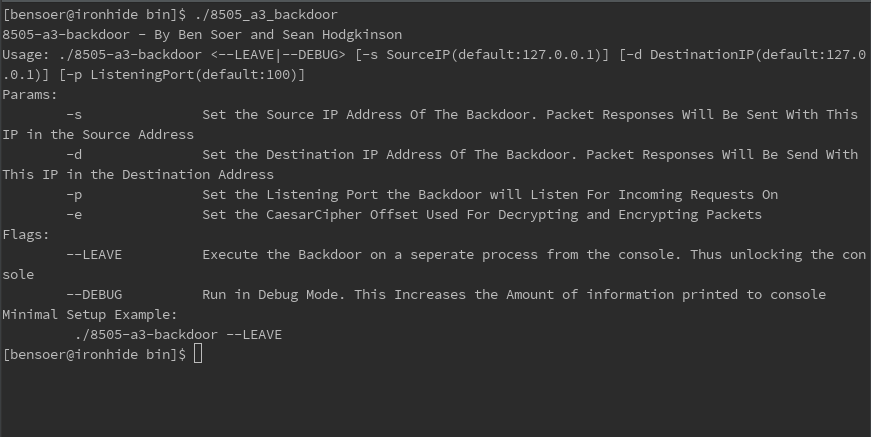 [bensoer@ironhide bin]$ ./8505_a3_backdoor
8505-a3-backdoor - By Ben Soer and Sean Hodgkinson
Usage: ./8505-a3-backdoor <--LEAVE|--DEBUG> [-s SourceIP(default:127.0.0.1)] [-d DestinationIP(default:127.0
.0.1)] [-p ListeningPort(default:100)]
Params:
        -s               Set the Source IP Address Of The Backdoor. Packet Responses Will Be Sent With This
IP in the Source Address
        -d               Set the Destination IP Address Of The Backdoor. Packet Responses Will Be Send With
This IP in the Destination Address
        -p               Set the Listening Port the Backdoor will Listen For Incoming Requests On
        -e               Set the CaesarCipher Offset Used For Decrypting and Encrypting Packets
Flags:
        --LEAVE          Execute the Backdoor on a seperate process from the console. Thus unlocking the con
sole
        --DEBUG          Run in Debug Mode. This Increases the Amount of information printed to console
Minimal Setup Example:
         ./8505-a3-backdoor --LEAVE
[bensoer@ironhide bin]$